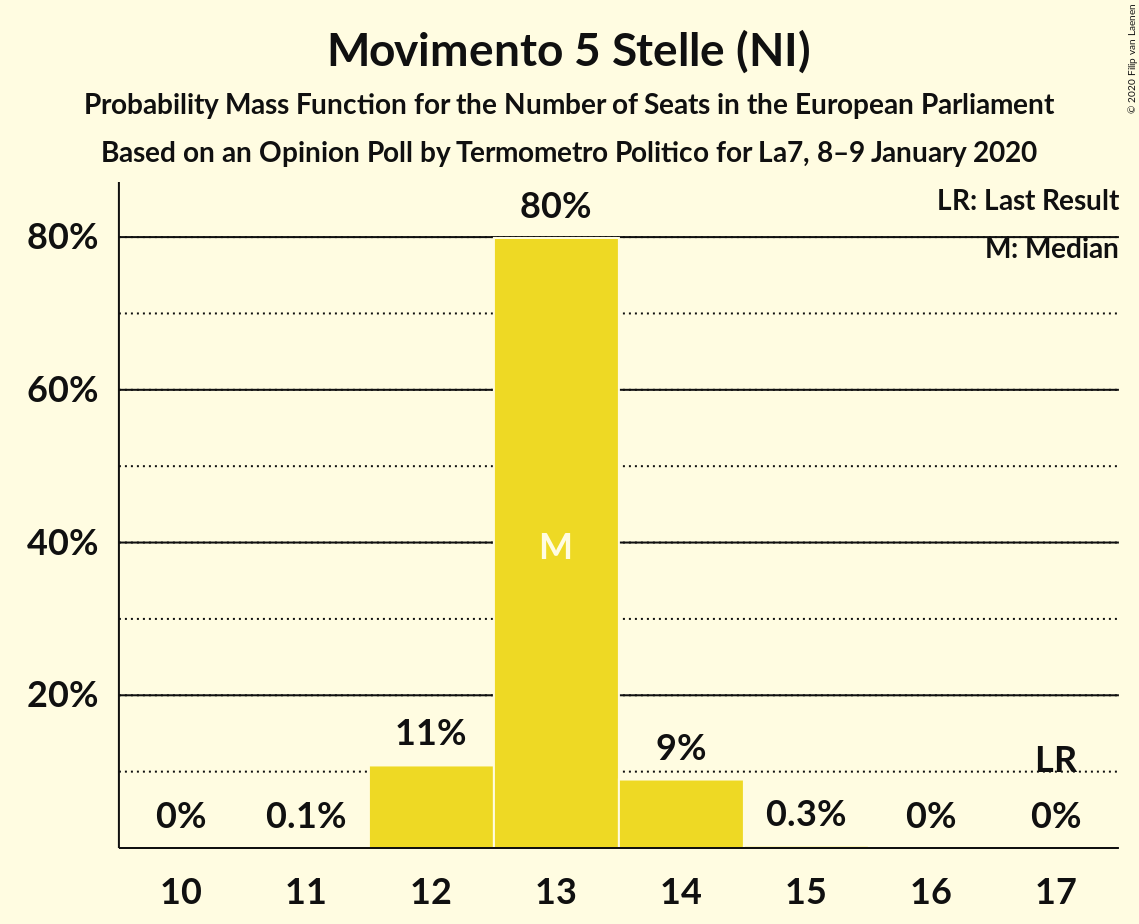 Movimento 5 Stelle (NI)
Probability Mass Function for the Number of Seats in the European Parliament
Based on an Opinion Poll by Termometro Politico for La7, 8–9 January 2020
© 2020 Filip van Laenen
LR: Last Result
M: Median
80%
60%
40%
20%
0%
0.1%
11%
80%
M
9%
0.3%
0%
LR
0%
10 11 12 13 14 15 16 17